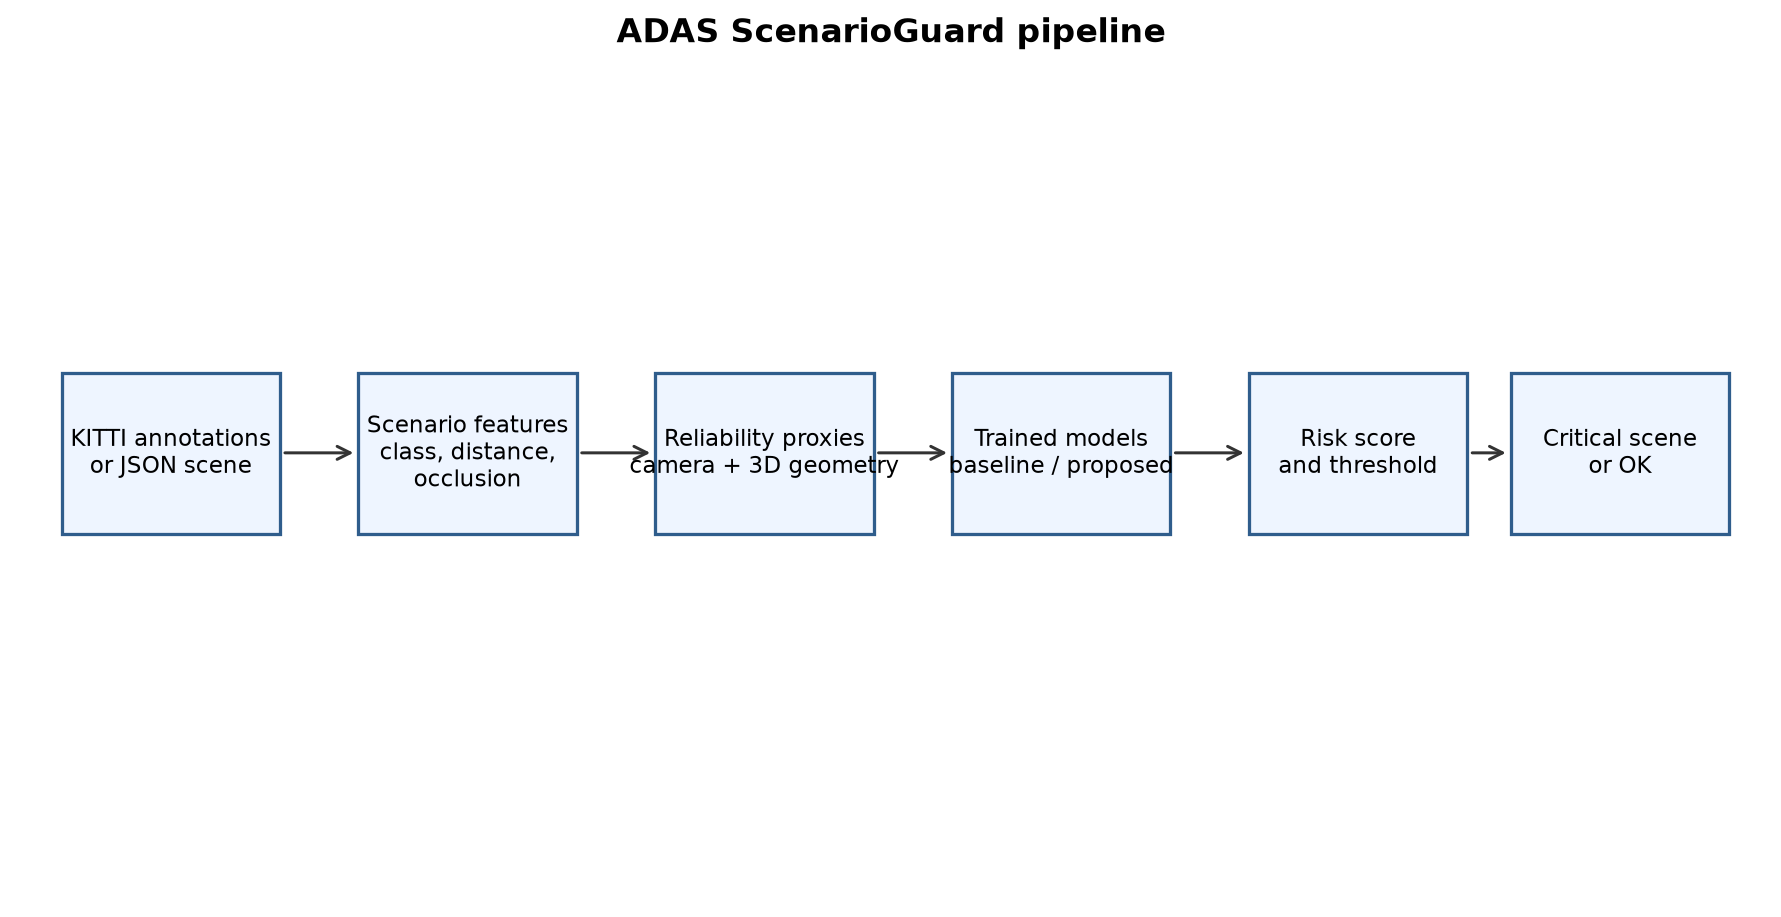 ADAS ScenarioGuard pipeline
KITTI annotations
or JSON scene
Scenario features
class, distance,
occlusion
Reliability proxies
camera + 3D geometry
Trained models
baseline / proposed
Risk score
and threshold
Critical scene
or OK